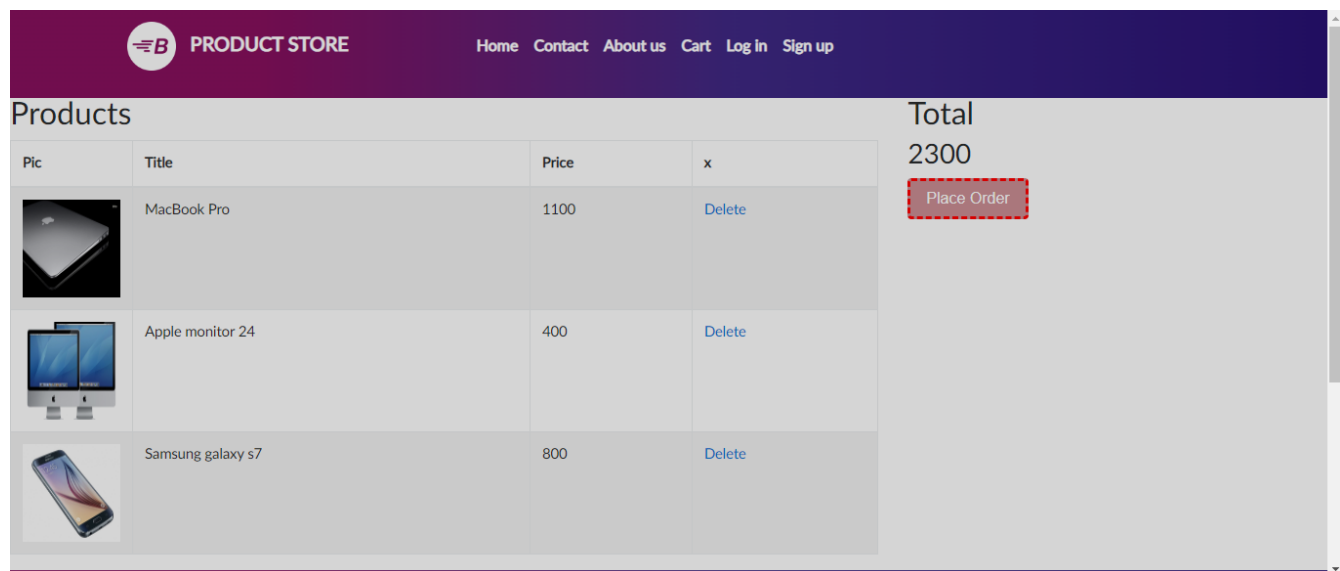 PRODUCT STORE
Home Contact About us Cart Log in Sign up
Products
Pic Title Price x
MacBook Pro 1100 Delete
Apple monitor 24 400 Delete
Samsung galaxy s7 800 Delete
Total
2300
Place Order